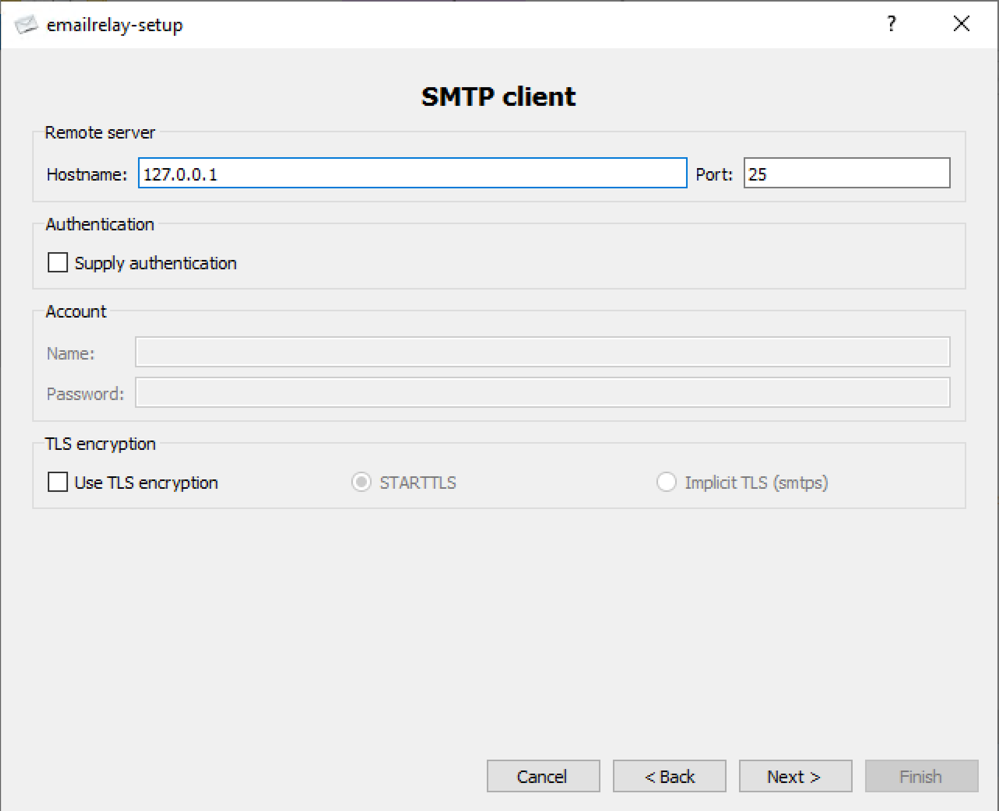 emailrelay-setup ?
SMTP client
Remote server
Hostname: 127.0.0.1 Port: 25
Authentication
Supply authentication
Account
Name:
Password:
TLS encryption
Use TLS encryption STARTTLS Implicit TLS (smtps)
Cancel < Back Next > Finish